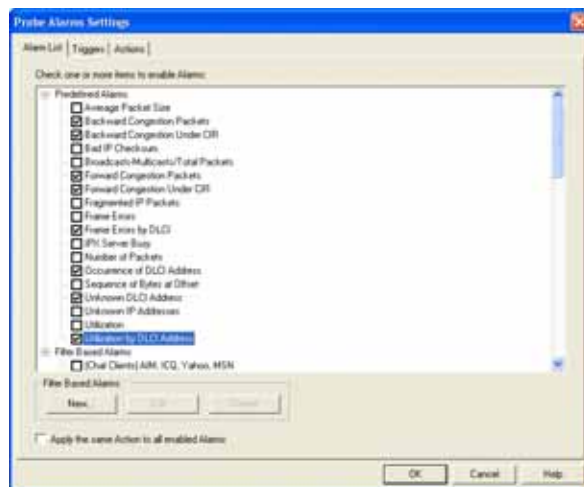 Probe Alarms Settings
Alarm List Triggers Actions
Check one or more items to enable Alarms:
Predefined Alarms
Average Packet Size
Backward Congestion Packets
Backward Congestion Under CIR
Bad IP Checksum
Broadcasts-Multicasts/Total Packets
Forward Congestion Packets
Forward Congestion Under CIR
Fragmented IP Packets
Frame Errors
Frame Errors by DLCI
IPX Server Busy
Number of Packets
Occurrence of DLCI Address
Sequence of Bytes at Offset
Unknown DLCI Address
Unknown IP Addresses
Utilization
Utilization by DLCI Address
Filter Based Alarms
(Chat Clients) AIM, ICQ, Yahoo, MSN
Filter Based Alarms
New...
Apply the same Action to all enabled Alarms
OK Cancel Help